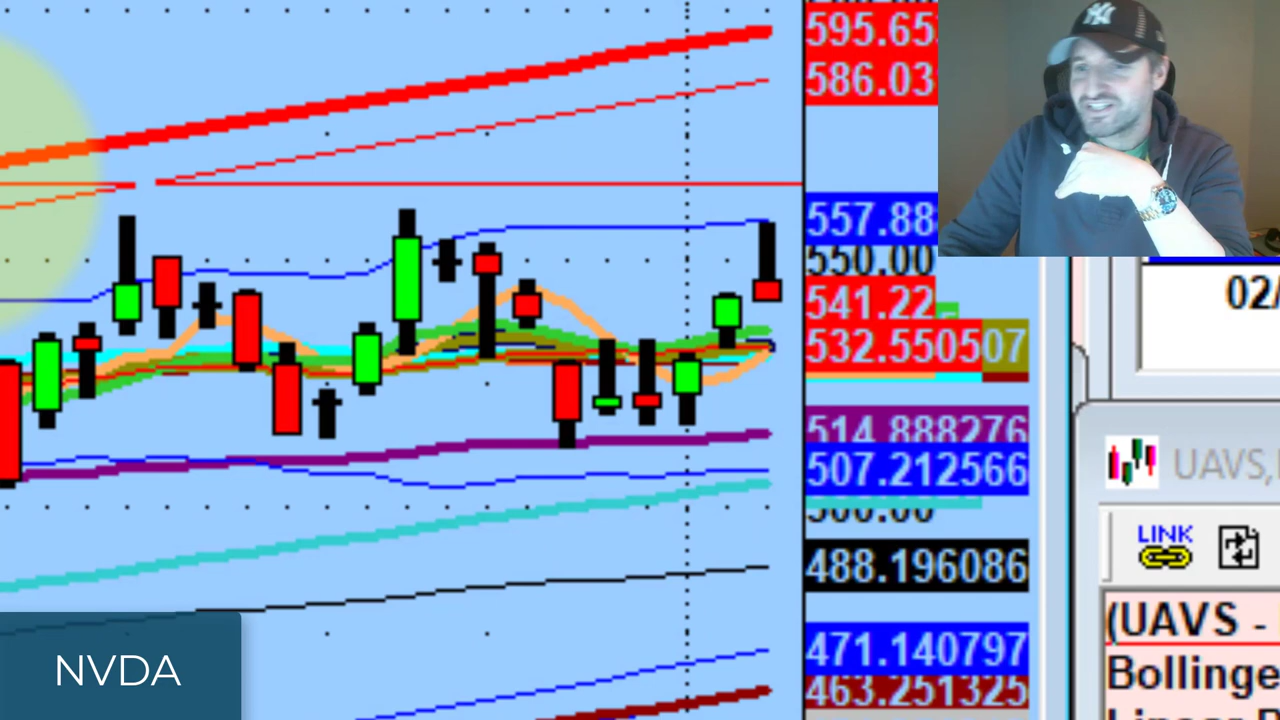 595.65
586.03
557.88
550.00
541.22
532.550507
514.888276
507.212566
500.00
488.196086
471.140797
463.251325
NVDA
02/
UAVS,
LINK
(UAVS -
Bollinge